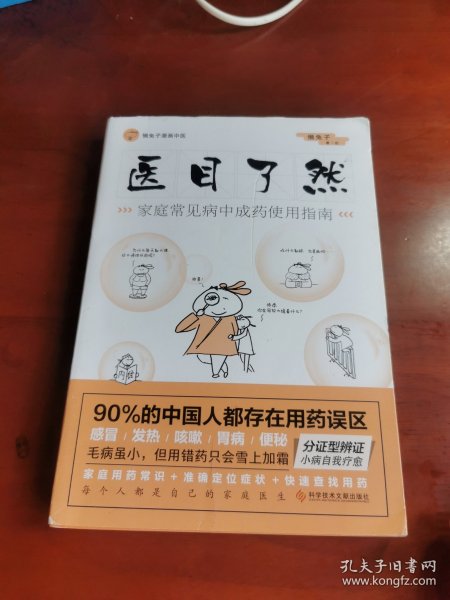 懒兔子漫画中医
懒兔子
医目了然
家庭常见病中成药使用指南
90%的中国人都存在用药误区
感冒/发热/咳嗽/胃病/便秘
毛病虽小，但用错药只会雪上加霜
分证型辨证
小病自我疗愈
家庭用药常识+准确定位症状+快速查找用药
每个人都是自己的家庭医生
科学技术文献出版社
孔夫子旧书网
www.kongfz.com